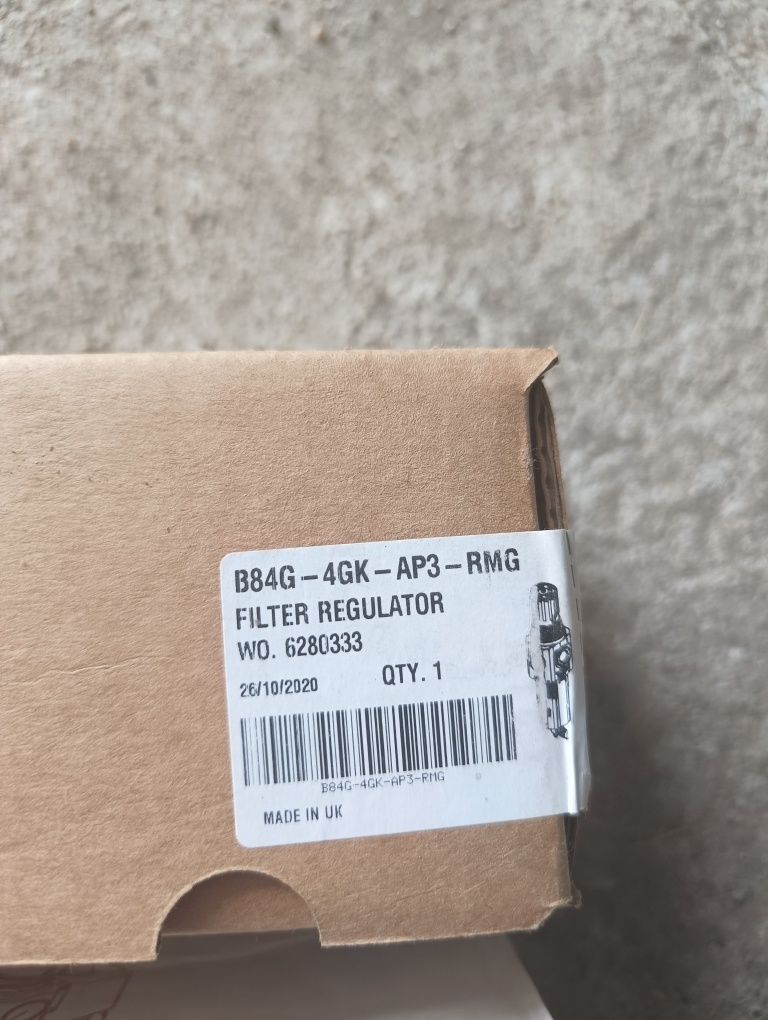 B84G-4GK-AP3-RMG
FILTER REGULATOR
WO. 6280333
26/10/2020 QTY. 1
B84G-4GK-AP3-RMG
MADE IN UK